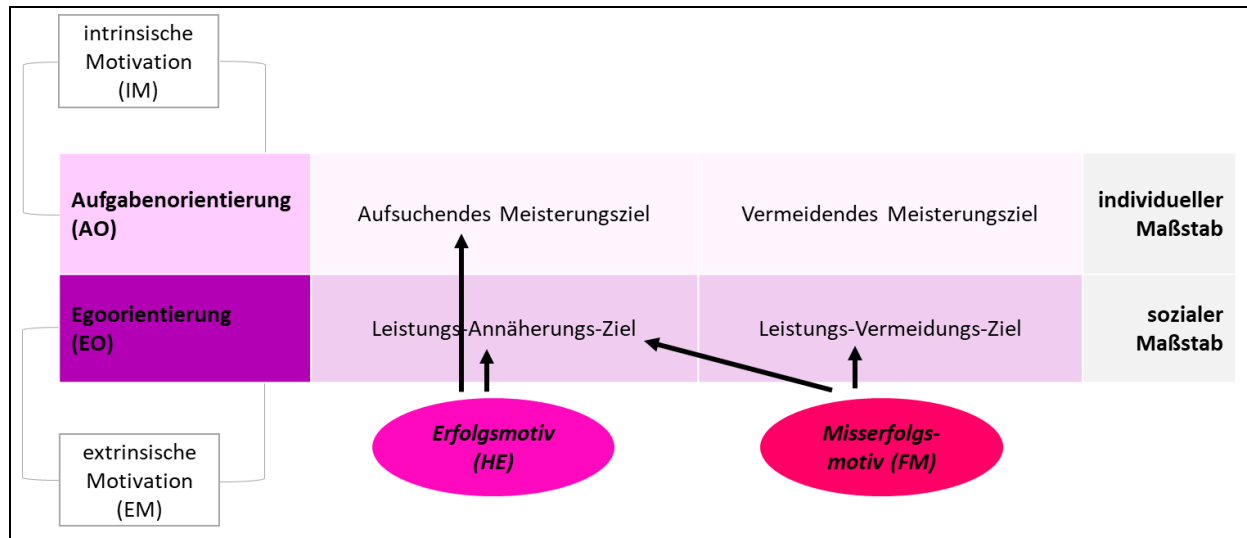 intrinsische
Motivation
(IM)
Aufgabenorientierung
(AO)
Aufsuchendes Meisterungsziel
Vermeidendes Meisterungsziel
individueller
Maßstab
Egoorientierung
(EO)
Leistungs-Annäherungs-Ziel
Leistungs-Vermeidungs-Ziel
sozialer
Maßstab
Erfolgsmotiv
(HE)
Misserfolgs-
motiv (FM)
extrinsische
Motivation
(EM)